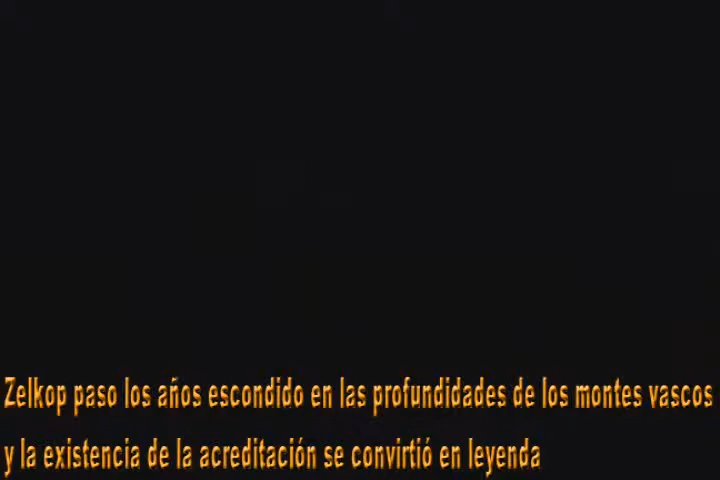 Zelkop paso los años escondido en las profundidades de los montes vascos
y la existencia de la acreditación se convirtió en leyenda